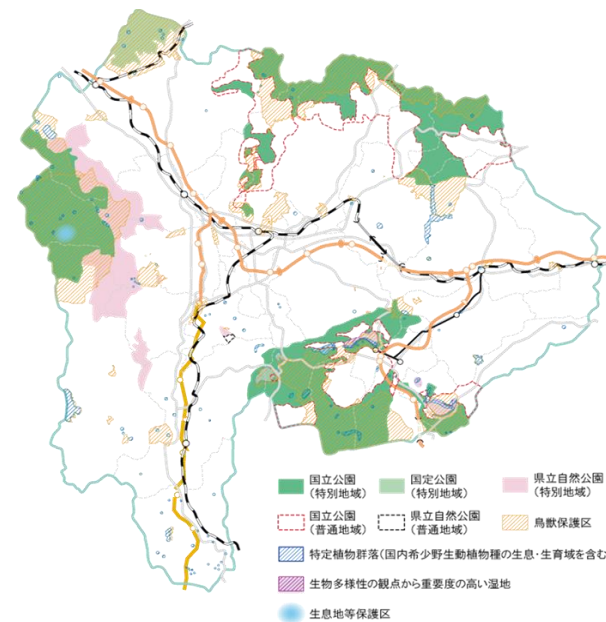 国立公園
(特別地域)
国定公園
(特別地域)
県立自然公園
(特別地域)
国立公園
(普通地域)
県立自然公園
(普通地域)
鳥獣保護区
特定植物群落(国内希少野生動植物種の生息・生育域を含む
生物多様性の観点から重要度の高い湿地
生息地等保護区